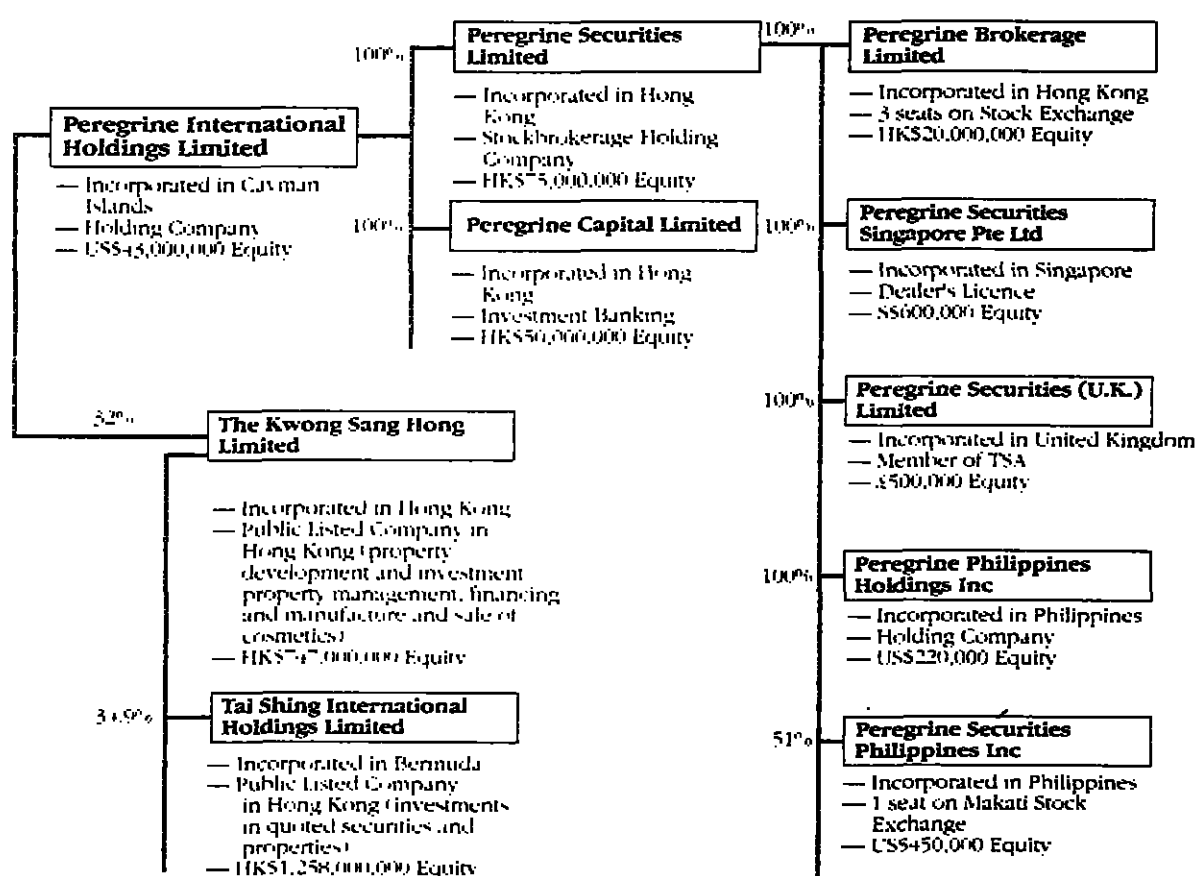 Peregrine International
Holdings Limited
— Incorporated in Cayman
Islands
— Holding Company
— US$43,000,000 Equity
100%
Peregrine Securities
Limited
— Incorporated in Hong
Kong
— Stockbrokerage Holding
Company
— HK$75,000,000 Equity
100%
Peregrine Capital Limited
— Incorporated in Hong
Kong
— Investment Banking
— HK$50,000,000 Equity
32%
The Kwong Sang Hong
Limited
— Incorporated in Hong Kong
— Public Listed Company in
Hong Kong (property
development and investment
property management, financing
and manufacture and sale of
cosmetics)
— HK$747,000,000 Equity
34.9%
Tai Shing International
Holdings Limited
— Incorporated in Bermuda
— Public Listed Company
in Hong Kong (investments
in quoted securities and
properties)
— HK$1,258,000,000 Equity
100%
Peregrine Brokerage
Limited
— Incorporated in Hong Kong
— 3 seats on Stock Exchange
— HK$20,000,000 Equity
100%
Peregrine Securities
Singapore Pte Ltd
— Incorporated in Singapore
— Dealer's Licence
— S$600,000 Equity
100%
Peregrine Securities (U.K.)
Limited
— Incorporated in United Kingdom
— Member of TSA
— £500,000 Equity
100%
Peregrine Philippines
Holdings Inc
— Incorporated in Philippines
— Holding Company
— US$220,000 Equity
51%
Peregrine Securities
Philippines Inc
— Incorporated in Philippines
— 1 seat on Makati Stock
Exchange
— US$450,000 Equity